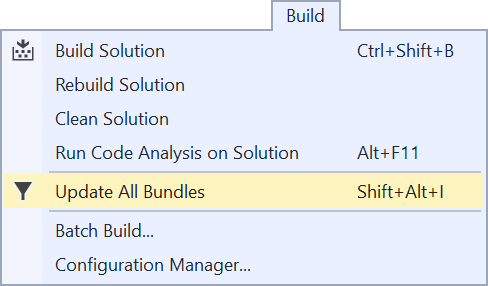 Build
Build Solution Ctrl+Shift+B
Rebuild Solution
Clean Solution
Run Code Analysis on Solution Alt+F11
Update All Bundles Shift+Alt+I
Batch Build...
Configuration Manager...